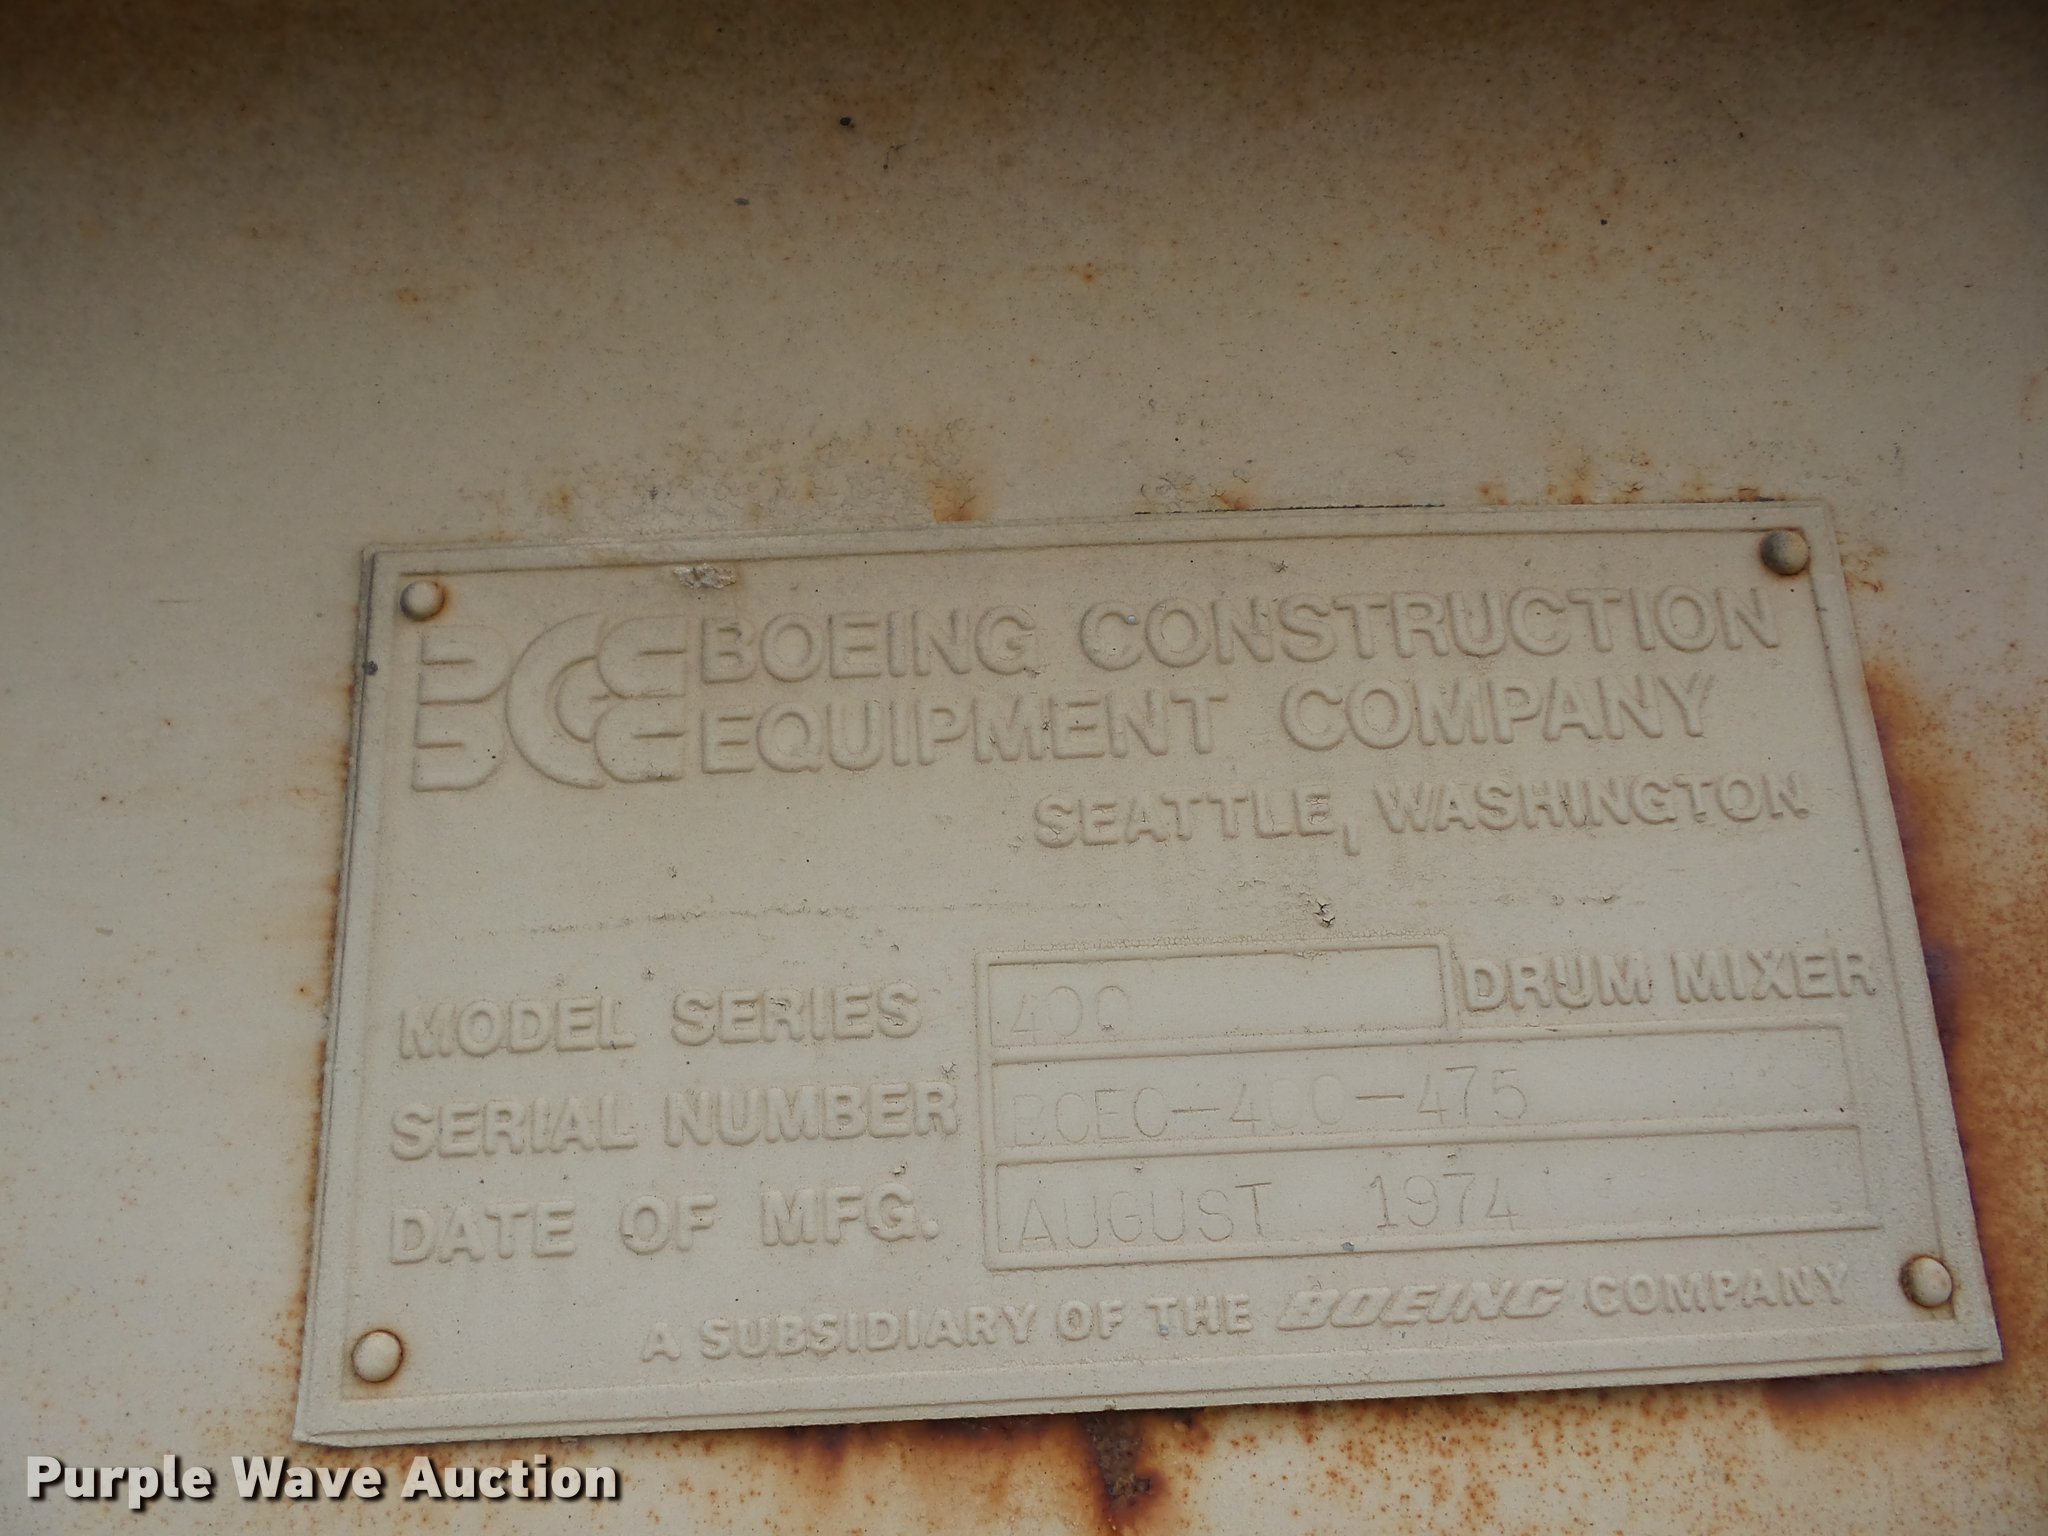 BCE BOEING CONSTRUCTION
EQUIPMENT COMPANY
SEATTLE, WASHINGTON
MODEL SERIES 400 DRUM MIXER
SERIAL NUMBER BCEC-400-475
DATE OF MFG. AUGUST 1974
A SUBSIDIARY OF THE BOEING COMPANY
Purple Wave Auction